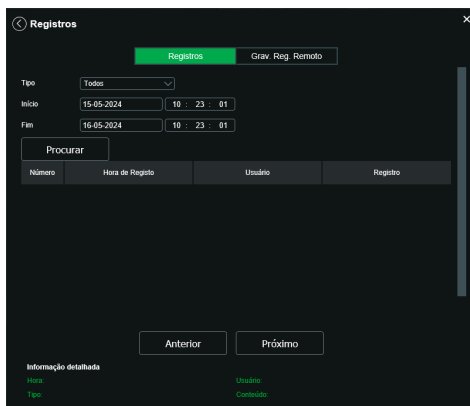 Registros
Registros Grav. Reg. Remoto
Tipo Todos
Início 15-05-2024 10 : 23 : 01
Fim 16-05-2024 10 : 23 : 01
Procurar
Número Hora de Registo Usuário Registro
Anterior Próximo
Informação detalhada
Hora: Usuário:
Tipo: Conteúdo: